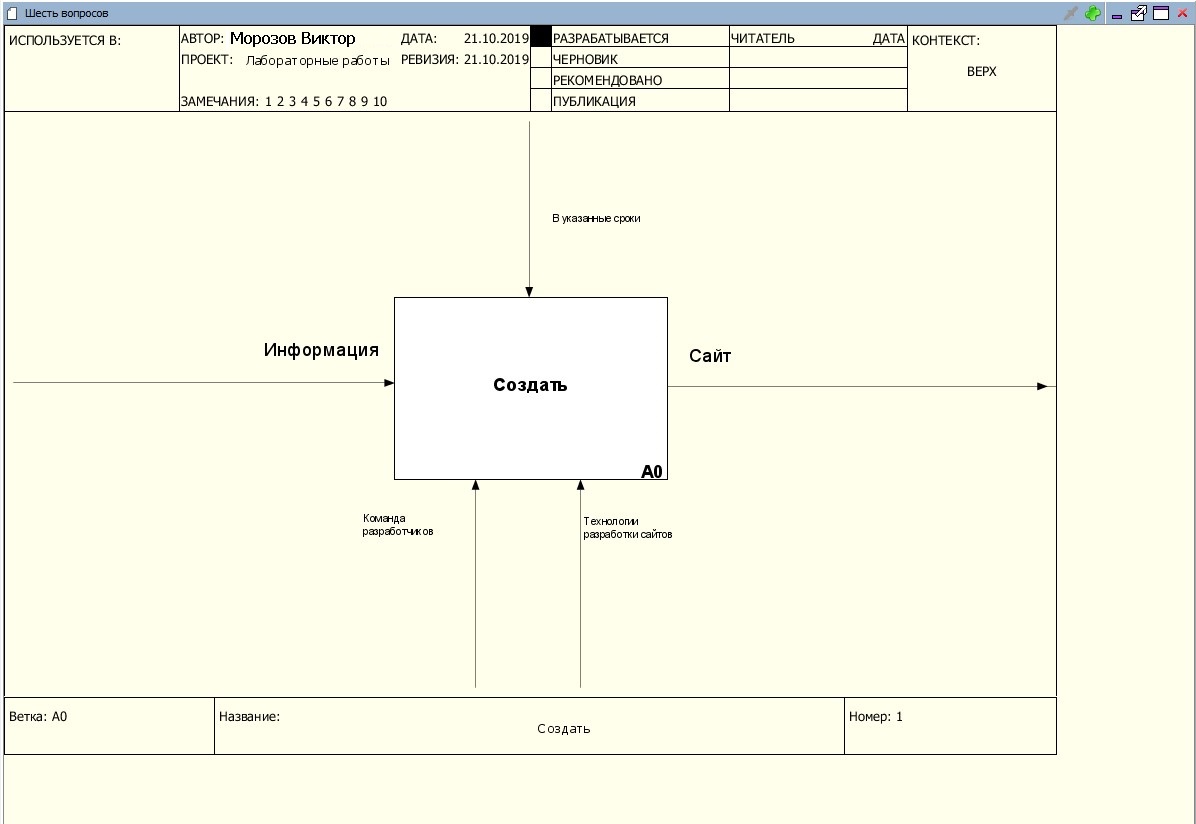 Шесть вопросов
ИСПОЛЬЗУЕТСЯ В:
АВТОР: Морозов Виктор
ДАТА: 21.10.2019
ПРОЕКТ: Лабораторные работы
РЕВИЗИЯ: 21.10.2019
ЗАМЕЧАНИЯ: 1 2 3 4 5 6 7 8 9 10
РАЗРАБАТЫВАЕТСЯ
ЧЕРНОВИК
РЕКОМЕНДОВАНО
ПУБЛИКАЦИЯ
ЧИТАТЕЛЬ
ДАТА
КОНТЕКСТ:
ВЕРХ
В указанные сроки
Информация
Создать
A0
Сайт
Команда
разработчиков
Технологии
разработки сайтов
Ветка: A0
Название:
Создать
Номер: 1